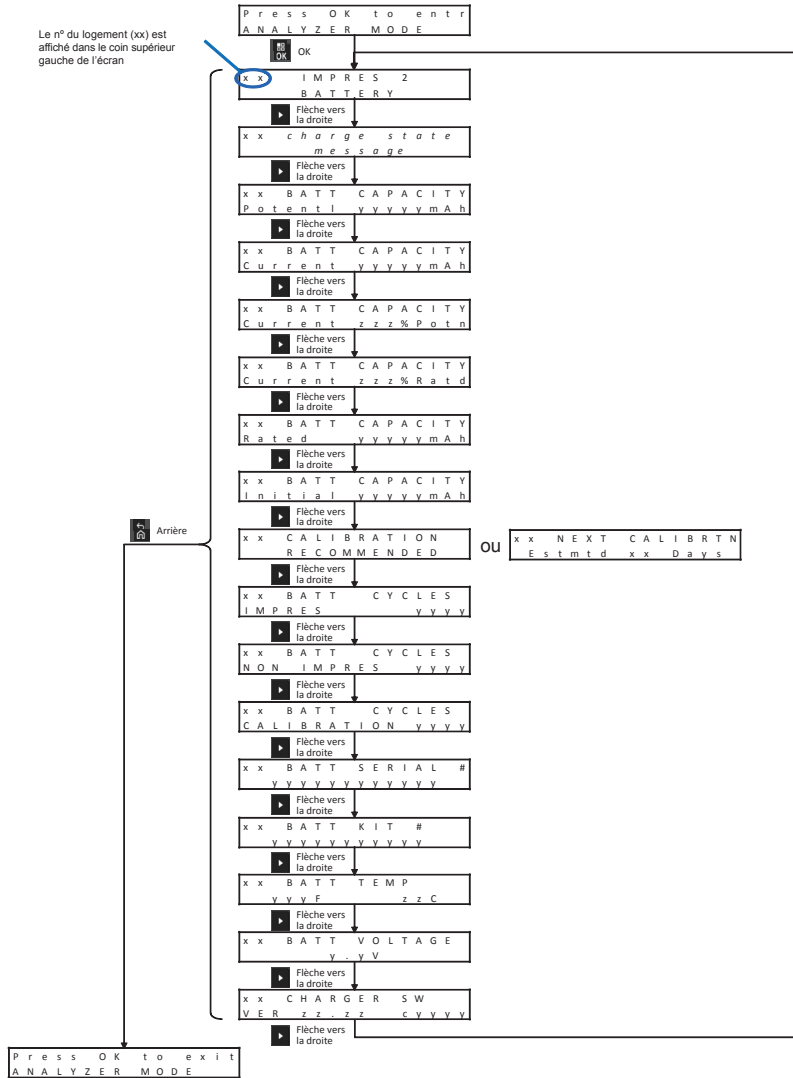 Press OK to entr
ANALYZER MODE
Le nº du logement (xx) est
affiché dans le coin supérieur
gauche de l'écran
OK
OK
xx IMPRES 2
BATTERY
Flèche vers
la droite
xx charge state
message
Flèche vers
la droite
xx BATT CAPACITY
Potentl yyyyymAh
Flèche vers
la droite
xx BATT CAPACITY
Current yyyyymAh
Flèche vers
la droite
xx BATT CAPACITY
Current zzz%Potn
Flèche vers
la droite
xx BATT CAPACITY
Current zzz%Ratd
Flèche vers
la droite
xx BATT CAPACITY
Rated yyyyymAh
Flèche vers
la droite
xx BATT CAPACITY
Initial yyyyymAh
Flèche vers
la droite
Arrière
xx CALIBRATION
RECOMMENDED
ou
xx NEXT CALIBRTN
Estmtd xx Days
Flèche vers
la droite
xx BATT CYCLES
IMPRES yyyy
Flèche vers
la droite
xx BATT CYCLES
NON IMPRES yyyy
Flèche vers
la droite
xx BATT CYCLES
CALIBRATION yyyy
Flèche vers
la droite
xx BATT SERIAL #
yyyyyyyyyyyy
Flèche vers
la droite
xx BATT KIT #
yyyyyyyyyyy
Flèche vers
la droite
xx BATT TEMP
yyyF zzC
Flèche vers
la droite
xx BATT VOLTAGE
y.yV
Flèche vers
la droite
xx CHARGER SW
VER zz.zz cyyyy
Flèche vers
la droite
Press OK to exit
ANALYZER MODE